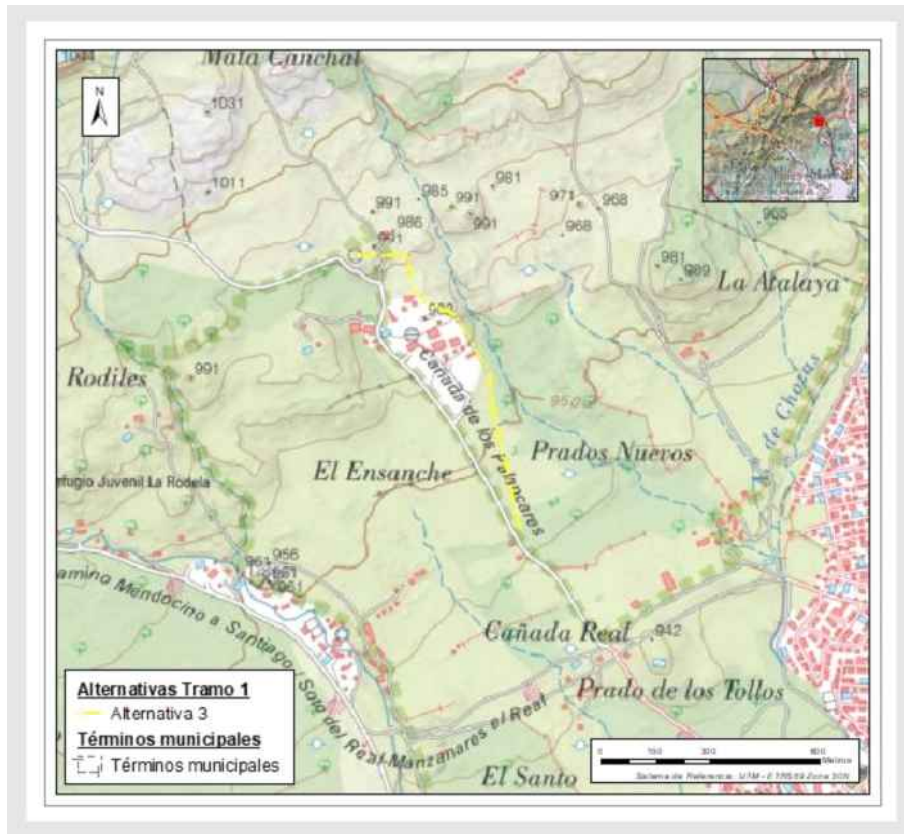 Mata Canchal
N
1031
1011
991
985
991
981
971
968
986
991
968
965
981
989
La Atalaya
Rodiles
991
Cañada de los Palancares
950
de Chozas
El Ensanche
Prados Nuevos
efugio Juvenil La Rodela
956
961
Camino Mendocino a Santiago / Soto del Real-Manzanares el Real
Cañada Real
942
Prado de los Tollos
El Santo
Alternativas Tramo 1
Alternativa 3
Términos municipales
Términos municipales
0 150 300 600
Metros
Sistema de Referencia: UTM - ETRS89 Zona 30N